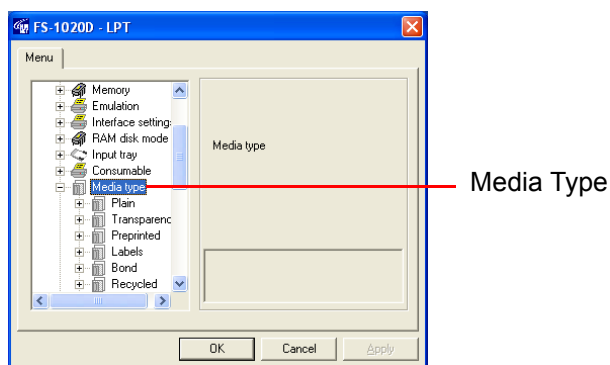 FS-1020D - LPT
Menu
Memory
Emulation
Interface setting
RAM disk mode
Input tray
Consumable
Media type
Plain
Transparenc
Preprinted
Labels
Bond
Recycled
Media type
OK Cancel Apply
Media Type